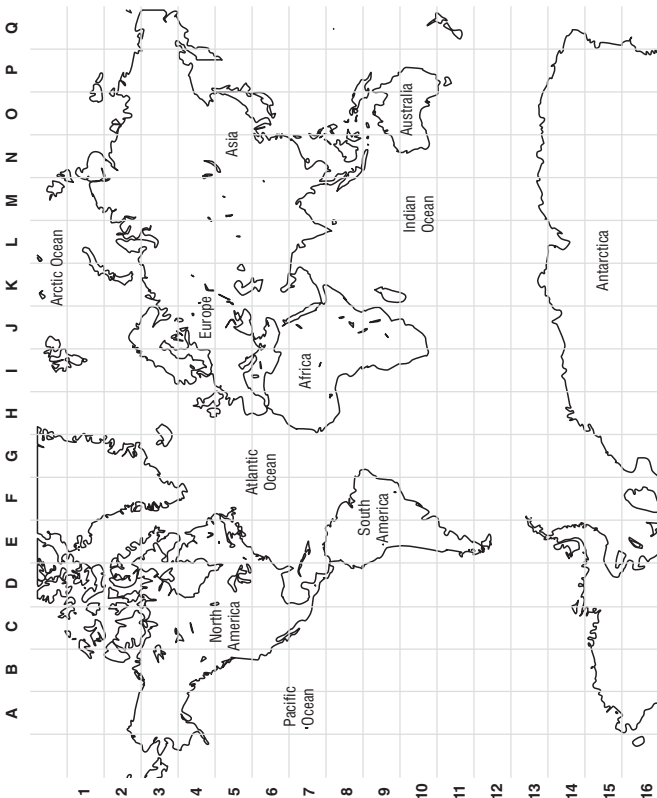 A B C D E F G H I J K L M N O P Q
1
2
3
4
5
6
7
8
9
10
11
12
13
14
15
16
Arctic Ocean
Europe
Asia
North
America
Atlantic
Ocean
Africa
Pacific
Ocean
South
America
Indian
Ocean
Australia
Antarctica